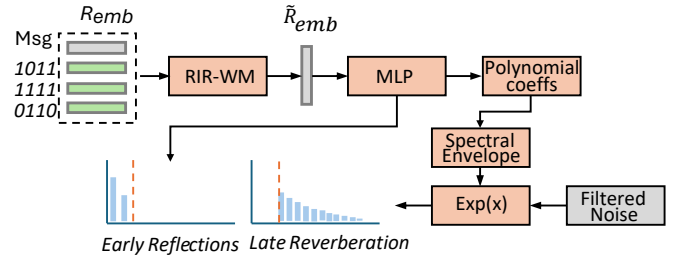 R_emb
Msg
1011
1111
0110
RIR-WM
R̃_emb
MLP
Polynomial
coeffs
Spectral
Envelope
Exp(x)
Filtered
Noise
Early Reflections
Late Reverberation